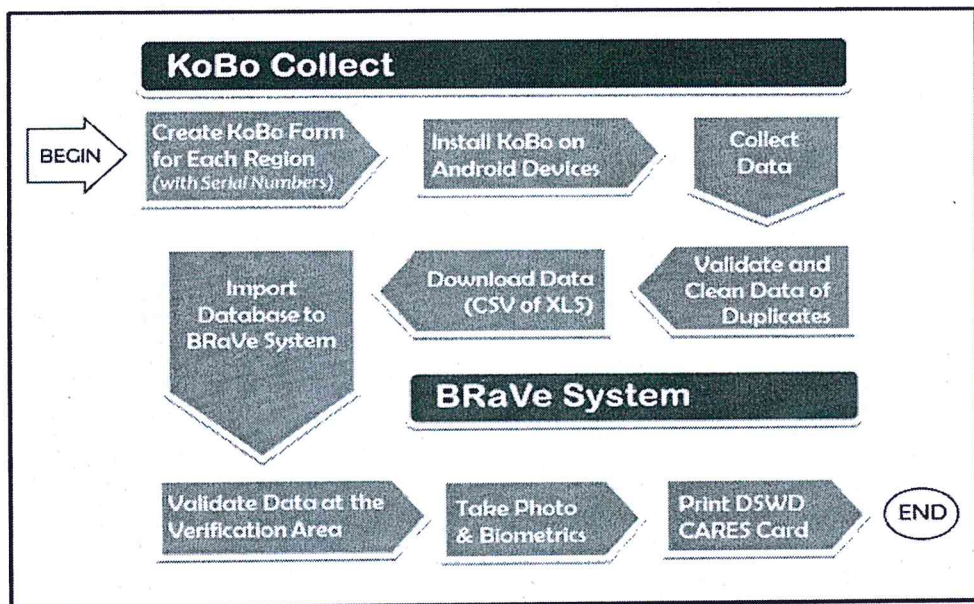 KoBo Collect
BEGIN
Create KoBo Form
for Each Region
(with Serial Numbers)
Install KoBo on
Android Devices
Collect
Data
Validate and
Clean Data of
Duplicates
Download Data
(CSV of XLS)
Import
Database to
BRaVe System
BRaVe System
Validate Data at the
Verification Area
Take Photo
& Biometrics
Print DSWD
CARES Card
END